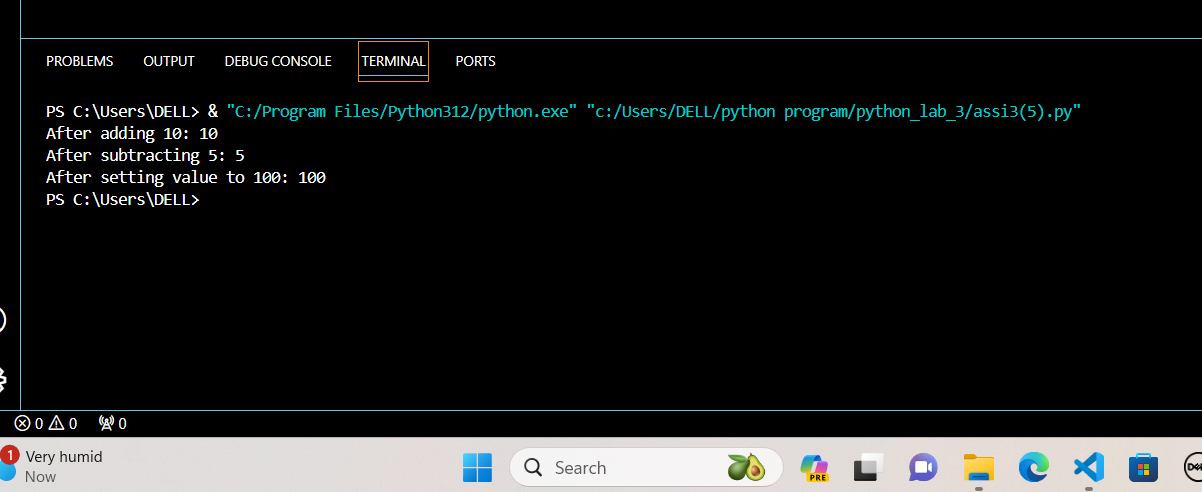 PROBLEMS OUTPUT DEBUG CONSOLE TERMINAL PORTS
PS C:\Users\DELL> & "C:/Program Files/Python312/python.exe" "c:/Users/DELL/python program/python_lab_3/assi3(5).py"
After adding 10: 10
After subtracting 5: 5
After setting value to 100: 100
PS C:\Users\DELL>
0 0 0
1 Very humid
Now
Search
PRE
DELL